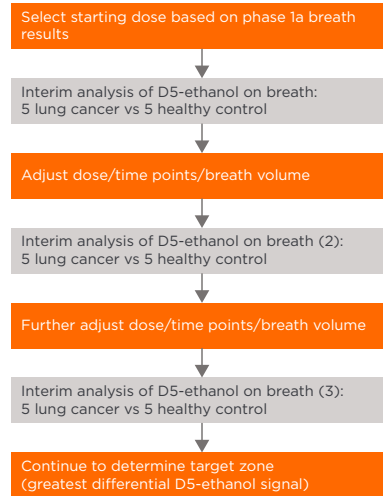 Select starting dose based on phase 1a breath
results
Interim analysis of D5-ethanol on breath:
5 lung cancer vs 5 healthy control
Adjust dose/time points/breath volume
Interim analysis of D5-ethanol on breath (2):
5 lung cancer vs 5 healthy control
Further adjust dose/time points/breath volume
Interim analysis of D5-ethanol on breath (3):
5 lung cancer vs 5 healthy control
Continue to determine target zone
(greatest differential D5-ethanol signal)